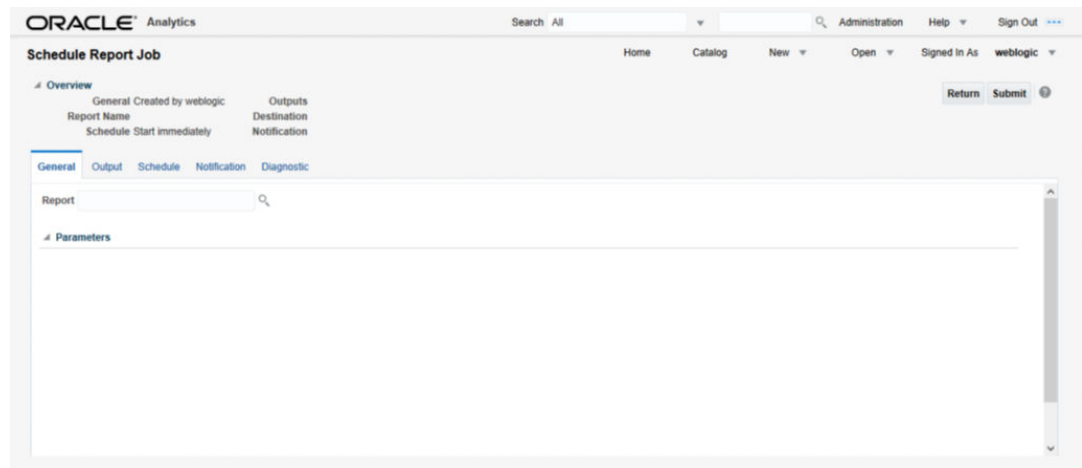 ORACLE Analytics Search All Administration Help Sign Out
Schedule Report Job Home Catalog New Open Signed In As weblogic
Overview
General Created by weblogic Outputs
Report Name Destination
Schedule Start immediately Notification
Return Submit
General Output Schedule Notification Diagnostic
Report
Parameters